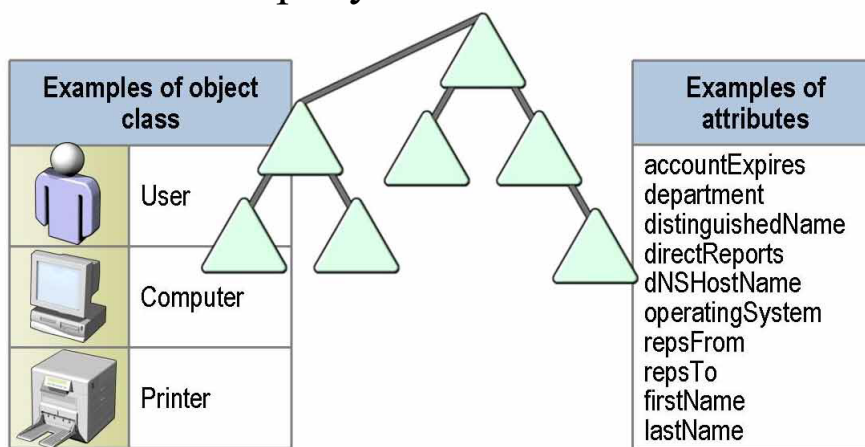 Examples of object
class
User
Computer
Printer
Examples of
attributes
accountExpires
department
distinguishedName
directReports
dNSHostName
operatingSystem
repsFrom
repsTo
firstName
lastName